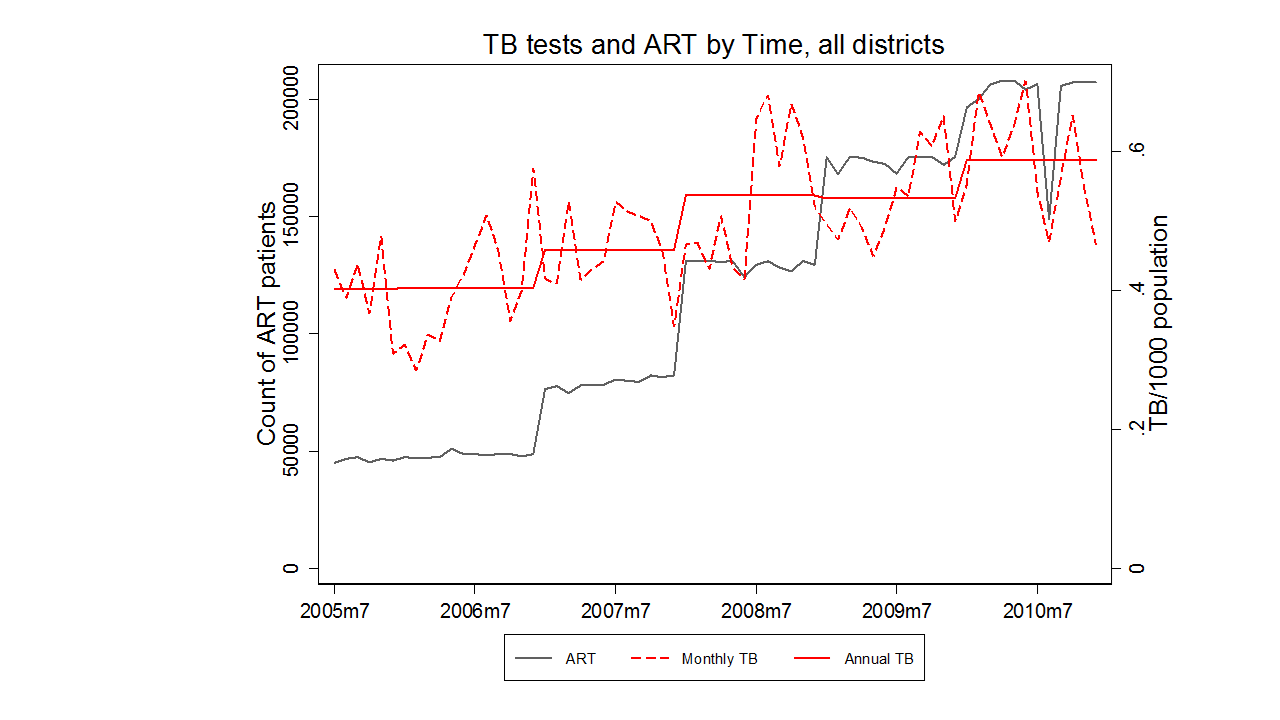 TB tests and ART by Time, all districts
Count of ART patients
200000
150000
100000
50000
0
TB/1000 population
.6
.4
.2
0
2005m7 2006m7 2007m7 2008m7 2009m7 2010m7
ART Monthly TB Annual TB